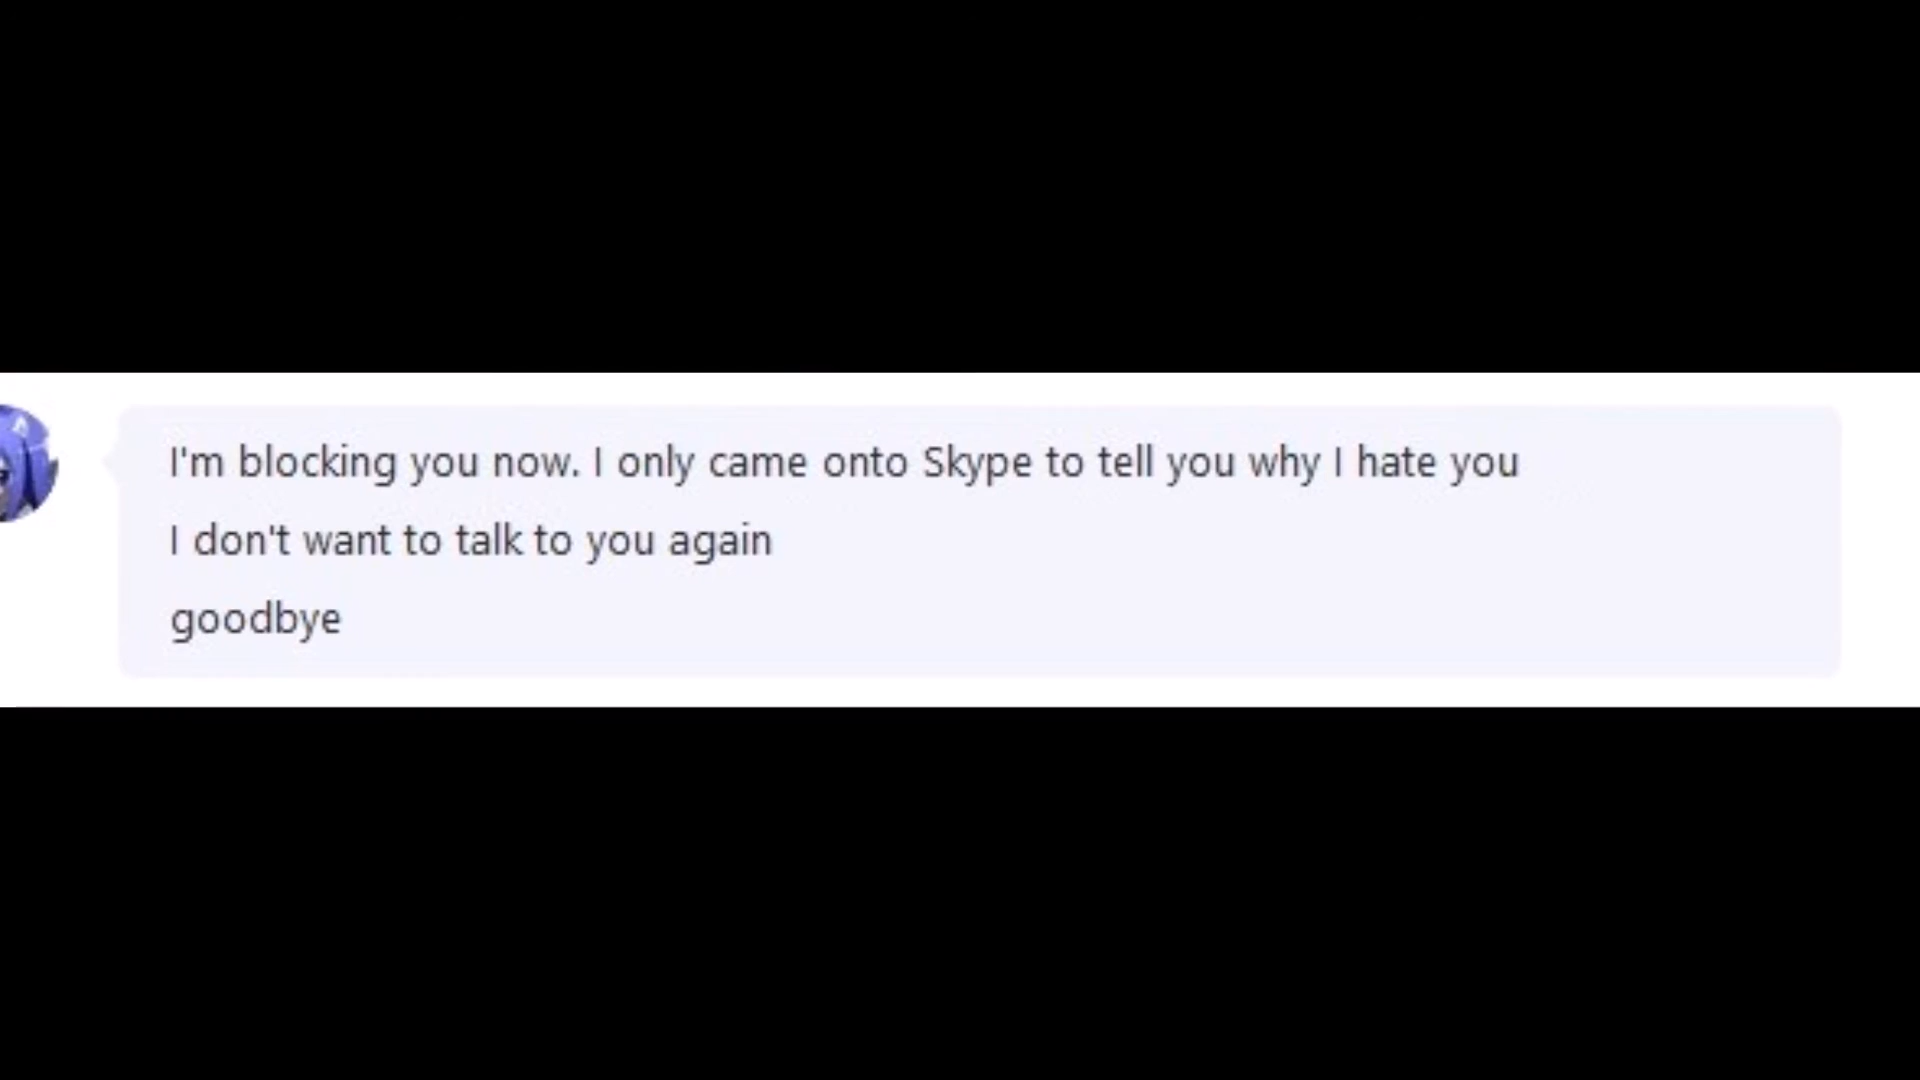 I'm blocking you now. I only came onto Skype to tell you why I hate you
I don't want to talk to you again
goodbye